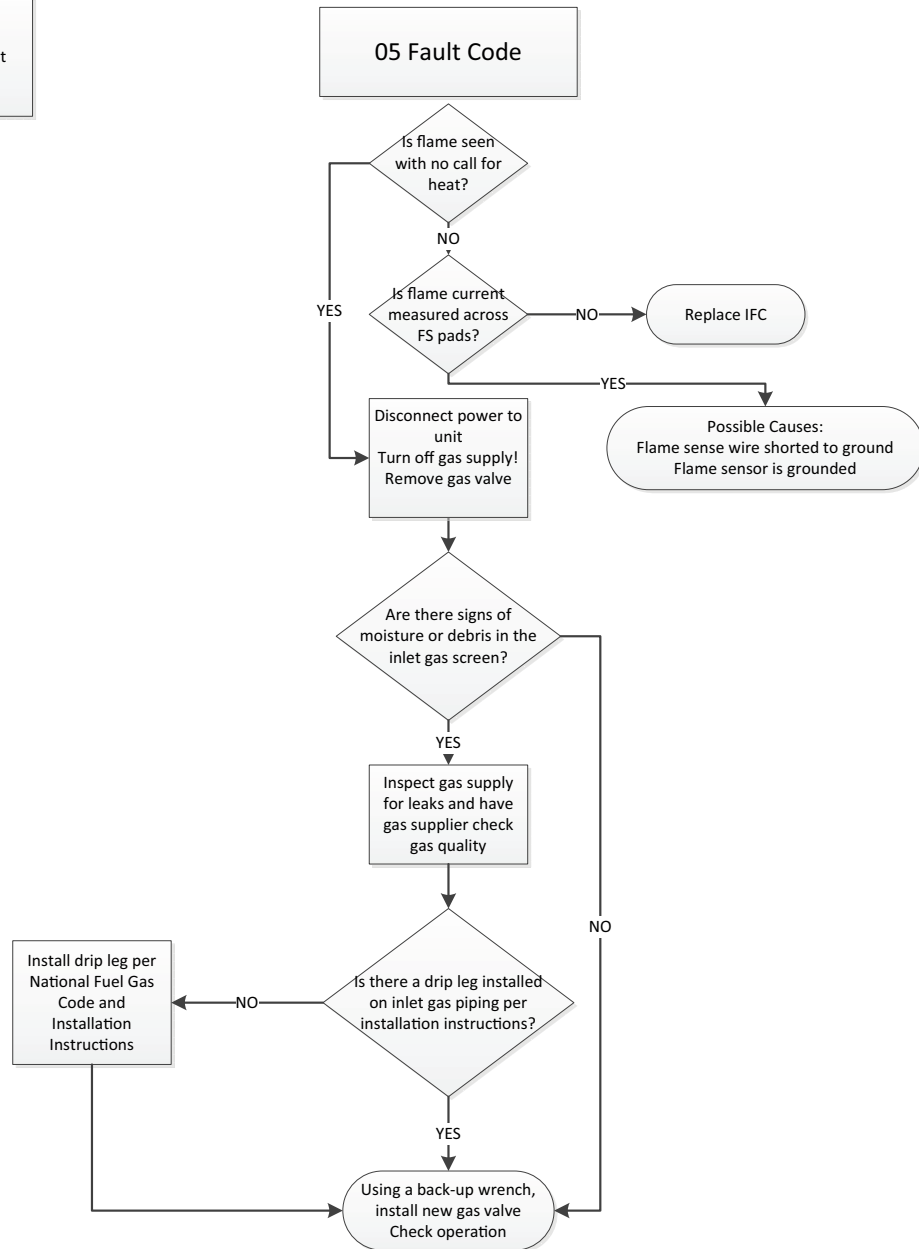 t
05 Fault Code
Is flame seen
with no call for
heat?
NO
Is flame current
measured across
FS pads?
NO
Replace IFC
YES
YES
Possible Causes:
Flame sense wire shorted to ground
Flame sensor is grounded
Disconnect power to
unit
Turn off gas supply!
Remove gas valve
Are there signs of
moisture or debris in the
inlet gas screen?
YES
Inspect gas supply
for leaks and have
gas supplier check
gas quality
NO
Is there a drip leg installed
on inlet gas piping per
installation instructions?
NO
Install drip leg per
National Fuel Gas
Code and
Installation
Instructions
YES
Using a back-up wrench,
install new gas valve
Check operation